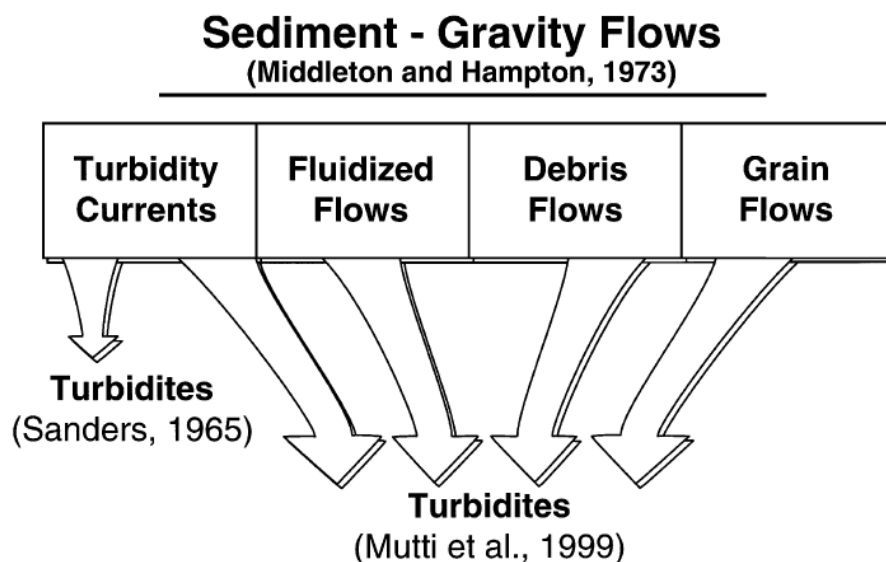 Sediment - Gravity Flows
(Middleton and Hampton, 1973)
Turbidity
Currents
Fluidized
Flows
Debris
Flows
Grain
Flows
Turbidites
(Sanders, 1965)
Turbidites
(Mutti et al., 1999)